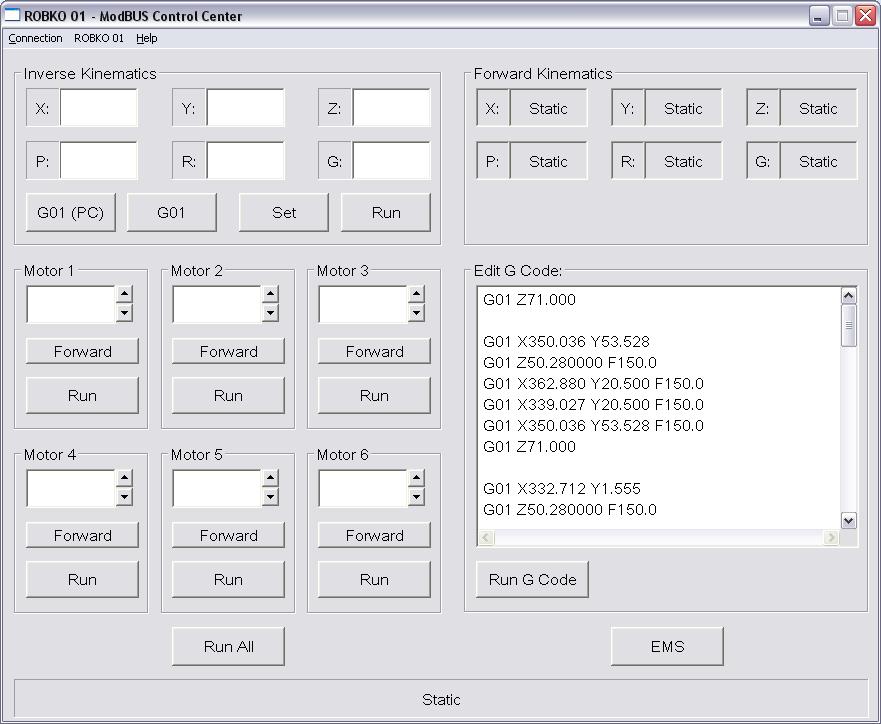 ROBKO 01 - ModBUS Control Center
Connection ROBKO 01 Help
Inverse Kinematics
X: Y: Z:
P: R: G:
G01 (PC) G01 Set Run
Forward Kinematics
X: Static Y: Static Z: Static
P: Static R: Static G: Static
Motor 1 Motor 2 Motor 3
Forward Forward Forward
Run Run Run
Motor 4 Motor 5 Motor 6
Forward Forward Forward
Run Run Run
Run All
Edit G Code:
G01 Z71.000
G01 X350.036 Y53.528
G01 Z50.280000 F150.0
G01 X362.880 Y20.500 F150.0
G01 X339.027 Y20.500 F150.0
G01 X350.036 Y53.528 F150.0
G01 Z71.000
G01 X332.712 Y1.555
G01 Z50.280000 F150.0
Run G Code
EMS
Static